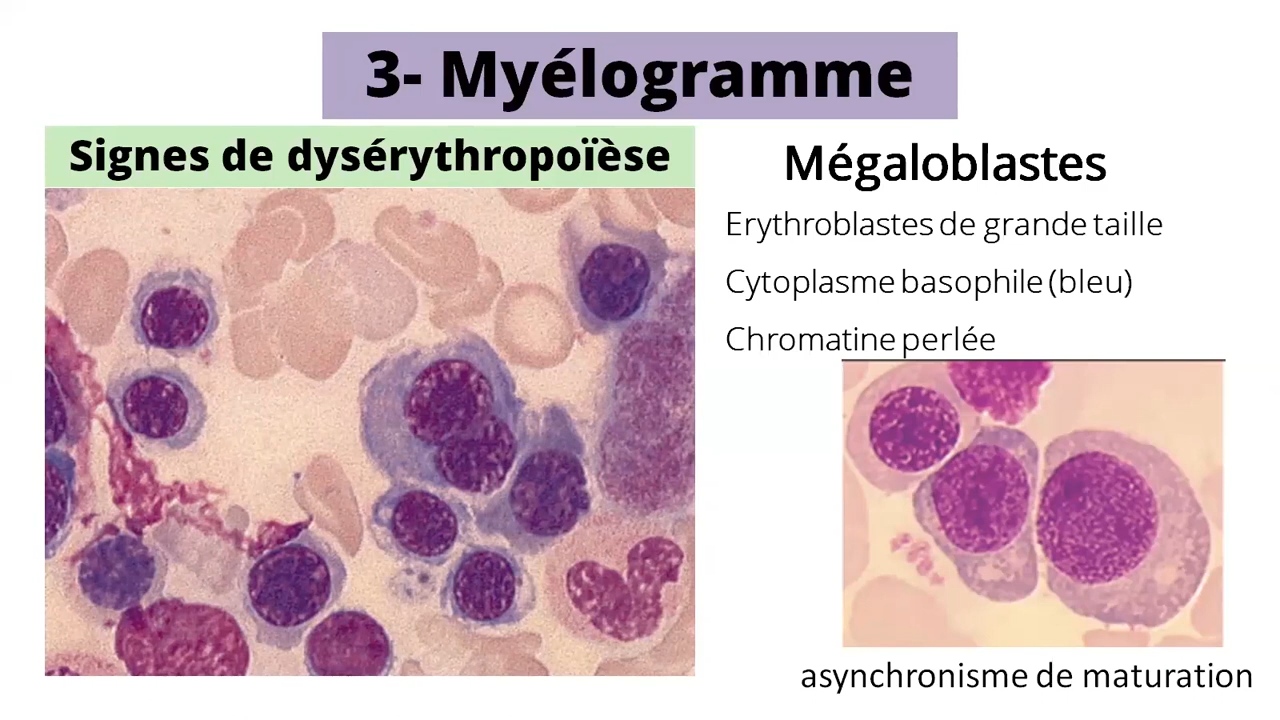 3- Myélogramme
Signes de dysérythropoïèse
Mégaloblastes
Erythroblastes de grande taille
Cytoplasme basophile (bleu)
Chromatine perlée
asynchronisme de maturation